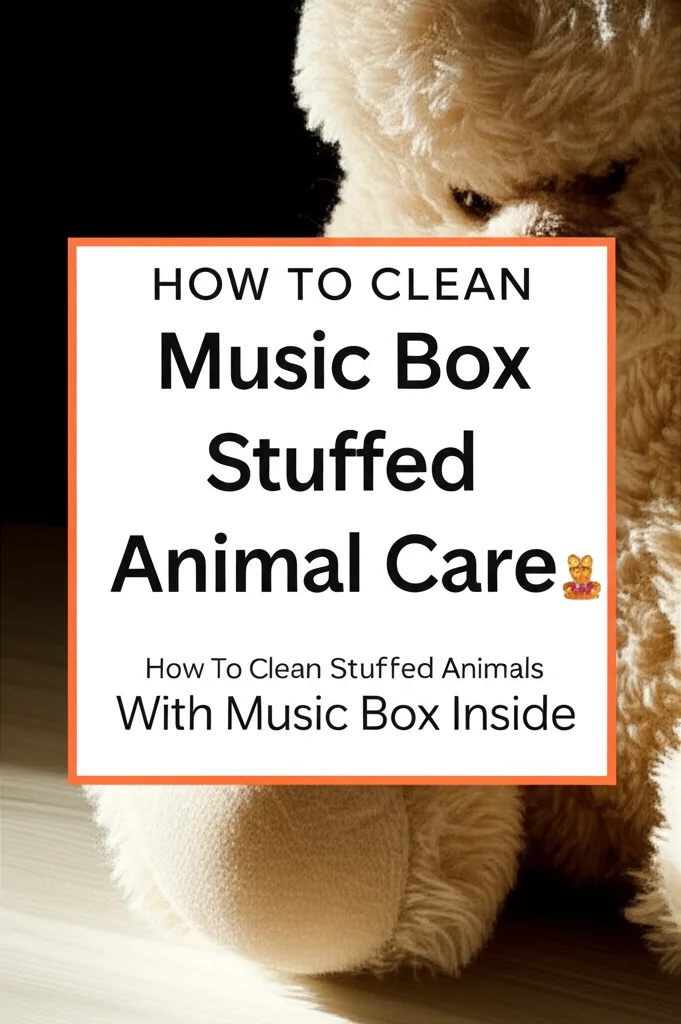 HOW TO CLEAN
Music Box
Stuffed
Animal Care
How To Clean Stuffed Animals
With Music Box Inside